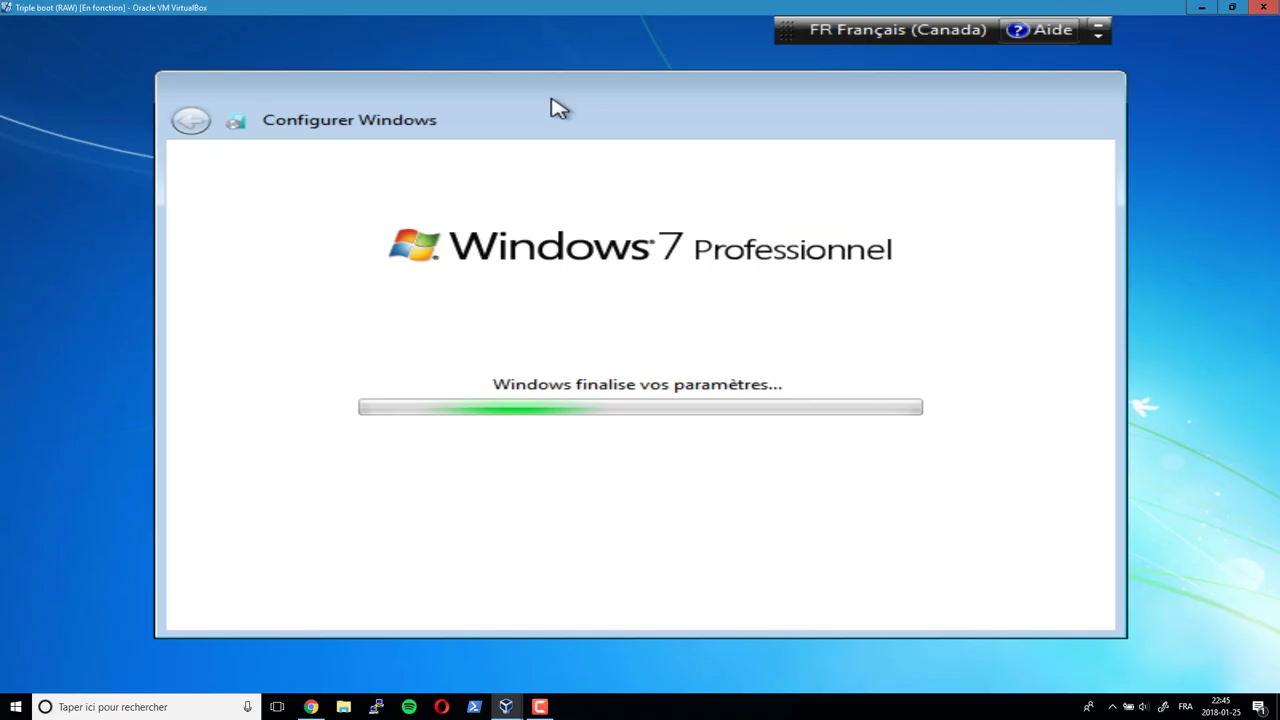 Triple boot (RAW) [En fonction] - Oracle VM VirtualBox
FR Français (Canada) ? Aide
Configurer Windows
Windows 7 Professionnel
Windows finalise vos paramètres...
Taper ici pour rechercher
FRA
22:45
2018-01-25
1